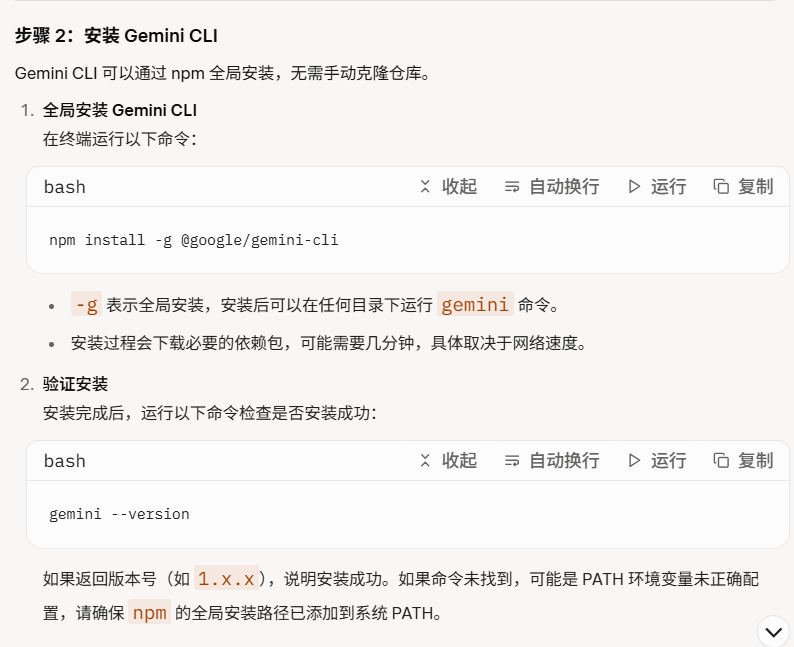 步骤 2：安装 Gemini CLI
Gemini CLI 可以通过 npm 全局安装，无需手动克隆仓库。
1. 全局安装 Gemini CLI
在终端运行以下命令：
bash 收起 自动换行 运行 复制
npm install -g @google/gemini-cli
• -g 表示全局安装，安装后可以在任何目录下运行 gemini 命令。
• 安装过程会下载必要的依赖包，可能需要几分钟，具体取决于网络速度。
2. 验证安装
安装完成后，运行以下命令检查是否安装成功：
bash 收起 自动换行 运行 复制
gemini --version
如果返回版本号（如 1.x.x），说明安装成功。如果命令未找到，可能是 PATH 环境变量未正确配
置，请确保 npm 的全局安装路径已添加到系统 PATH。